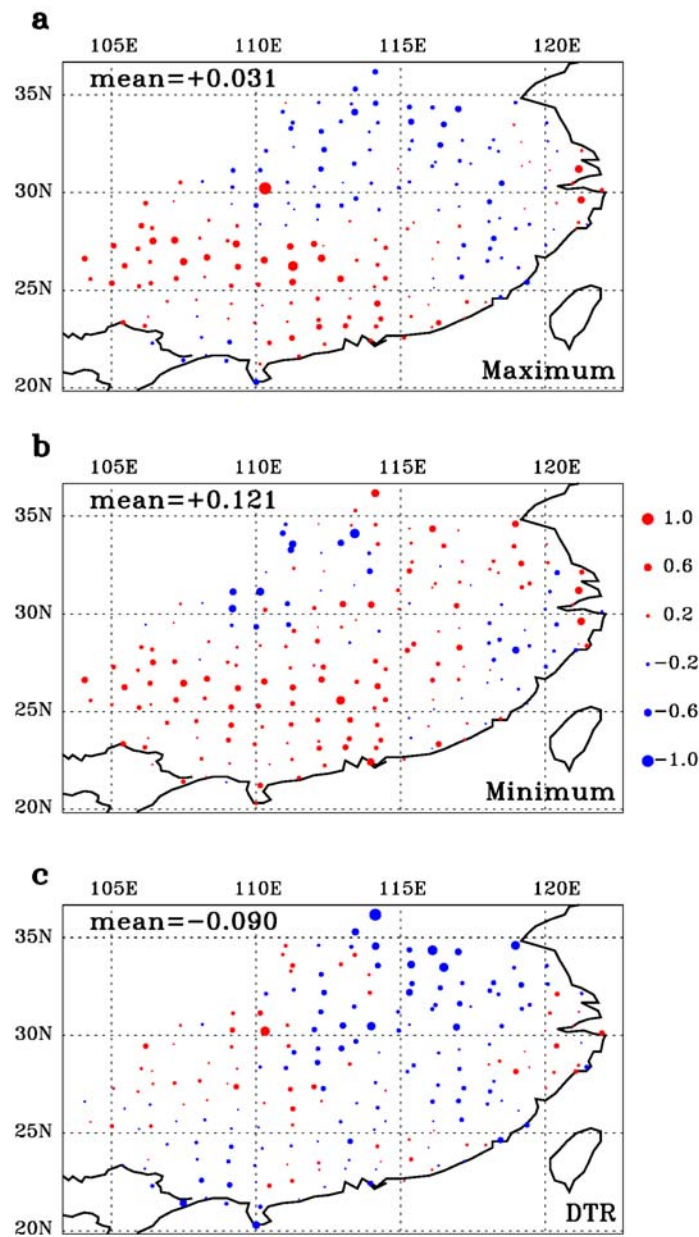 a
105E 110E 115E 120E
mean=+0.031
35N
30N
25N
20N
Maximum
b
105E 110E 115E 120E
mean=+0.121
35N
30N
25N
20N
Minimum
1.0
0.6
0.2
−0.2
−0.6
−1.0
c
105E 110E 115E 120E
mean=−0.090
35N
30N
25N
20N
DTR